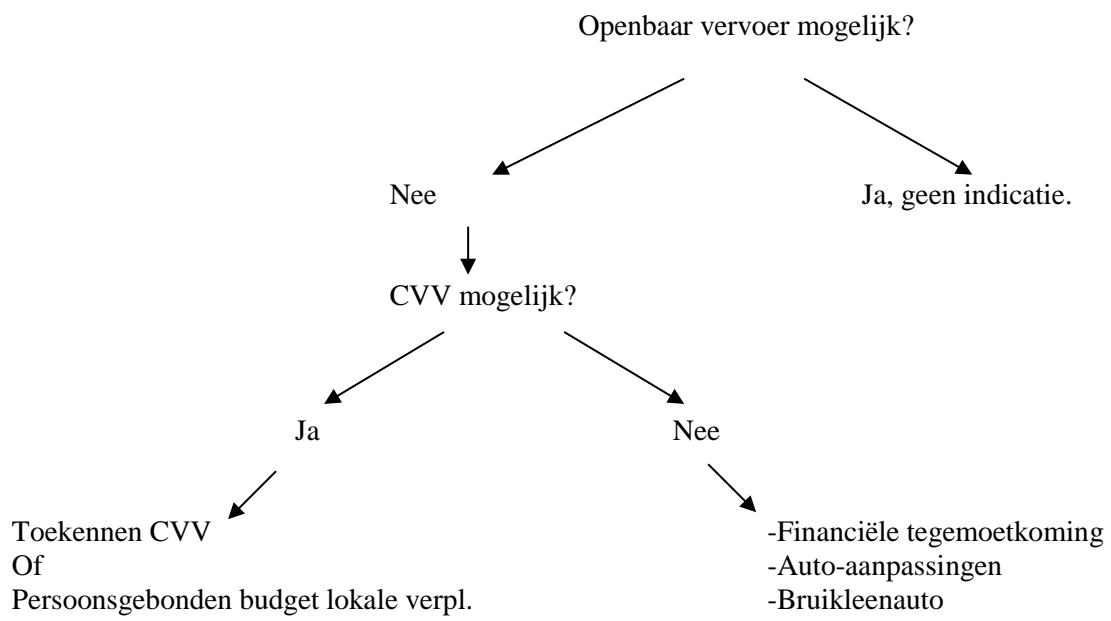 Openbaar vervoer mogelijk?
Nee
Ja, geen indicatie.
CVV mogelijk?
Ja
Nee
Toekennen CVV
Of
Persoonsgebonden budget lokale verpl.
-Financiële tegemoetkoming
-Auto-aanpassingen
-Bruikleenauto